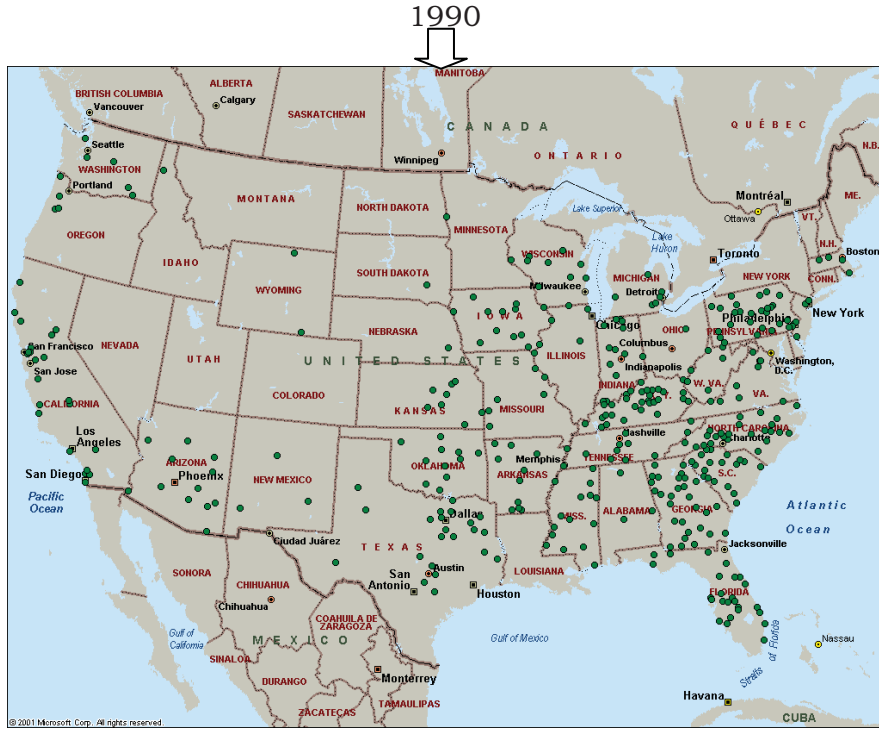 1990
MANITOBA
ALBERTA
BRITISH COLUMBIA
Calgary
Vancouver
SASKATCHEWAN
CANADA
QUÉBEC
N.B.
Seattle
Winnipeg
ONTARIO
WASHINGTON
Portland
MONTANA
NORTH DAKOTA
Montréal
ME.
Lake Superior
Ottawa
VT.
MINNESOTA
OREGON
Lake
Huron
N.H.
Boston
IDAHO
SOUTH DAKOTA
WISCONSIN
Toronto
MICHIGAN
NEW YORK
CONN.
WYOMING
Milwaukee
Detroit
New York
IOWA
Chicago
Philadelphia
NEBRASKA
OHIO
PENNSYLVANIA
NEVADA
San Francisco
Columbus
UTAH
UNITED STATES
ILLINOIS
Washington,
D.C.
San Jose
Indianapolis
COLORADO
INDIANA
W. VA.
VA.
CALIFORNIA
KANSAS
MISSOURI
Los
Angeles
Nashville
NORTH CAROLINA
Charlotte
ARIZONA
OKLAHOMA
Memphis
TENNESSEE
San Diego
Phoenix
NEW MEXICO
ARKANSAS
S.C.
Pacific
Ocean
Dallas
MISS.
ALABAMA
GEORGIA
Atlantic
Ocean
Ciudad Juárez
TEXAS
Jacksonville
SONORA
CHIHUAHUA
San
Antonio
Austin
LOUISIANA
Houston
FLORIDA
Chihuahua
COAHUILA DE
ZARAGOZA
Gulf of
California
MEXICO
Gulf of Mexico
Nassau
SINALOA
Straits of Florida
DURANGO
Monterrey
Havana
ZACATECAS
TAMAULIPAS
CUBA
© 2001 Microsoft Corp. All rights reserved.